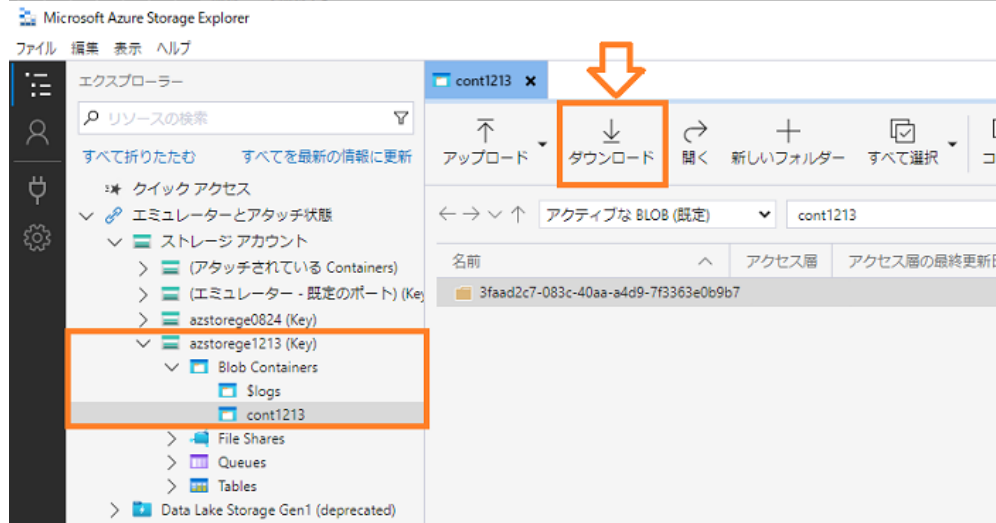 Microsoft Azure Storage Explorer
ファイル 編集 表示 ヘルプ
エクスプローラー
リソースの検索
すべて折りたたむ すべてを最新の情報に更新
クイック アクセス
エミュレーターとアタッチ状態
ストレージ アカウント
(アタッチされている Containers)
(エミュレーター - 既定のポート) (Key
azstorege0824 (Key)
azstorege1213 (Key)
Blob Containers
$logs
cont1213
File Shares
Queues
Tables
Data Lake Storage Gen1 (deprecated)
cont1213
アップロード ダウンロード 開く 新しいフォルダー すべて選択 コ
アクティブな BLOB (既定) cont1213
名前 アクセス層 アクセス層の最終更新日
3faad2c7-083c-40aa-a4d9-7f3363e0b9b7